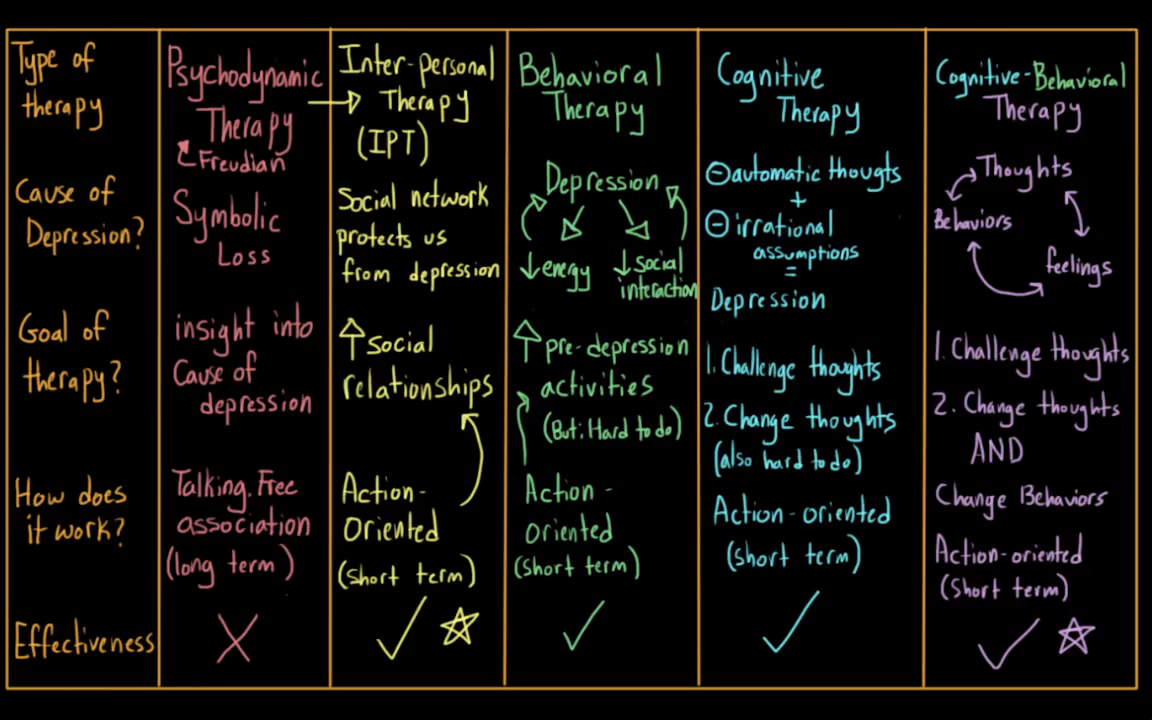 Type of
therapy
Psychodynamic
Therapy
Freudian
Inter-personal
Therapy
(IPT)
Behavioral
Therapy
Cognitive
Therapy
Cognitive-Behavioral
Therapy
Cause of
Depression?
Symbolic
Loss
Social network
protects us
from depression
Depression
↓energy
↓social
interaction
⊖automatic thougts
+
⊖irrational
assumptions
=
Depression
Thoughts
Behaviors
feelings
Goal of
therapy?
insight into
Cause of
depression
↑social
relationships
↑pre-depression
activities
(But: Hard to do)
1. Challenge thoughts
2. Change thoughts
(also hard to do)
1. Challenge thoughts
2. Change thoughts
AND
Change Behaviors
How does
it work?
Talking. Free
association
(long term)
Action-
Oriented
(short term)
Action-
oriented
(short term)
Action-oriented
(short term)
Action-oriented
(Short term)
Effectiveness